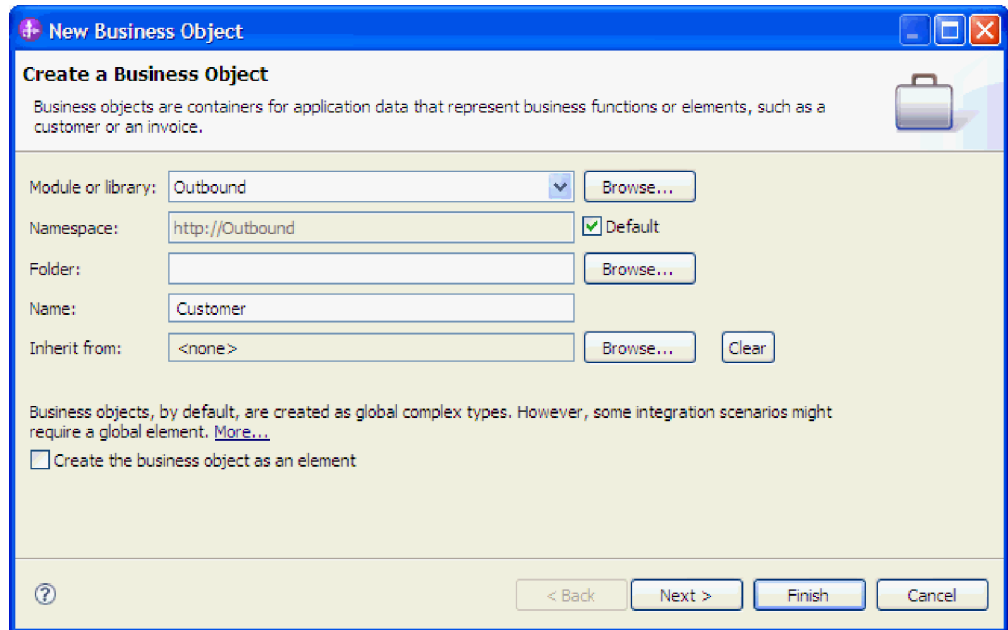 New Business Object
Create a Business Object
Business objects are containers for application data that represent business functions or elements, such as a
customer or an invoice.
Module or library: Outbound Browse...
Namespace: http://Outbound Default
Folder: Browse...
Name: Customer
Inherit from: <none> Browse... Clear
Business objects, by default, are created as global complex types. However, some integration scenarios might
require a global element. More...
Create the business object as an element
? < Back Next > Finish Cancel